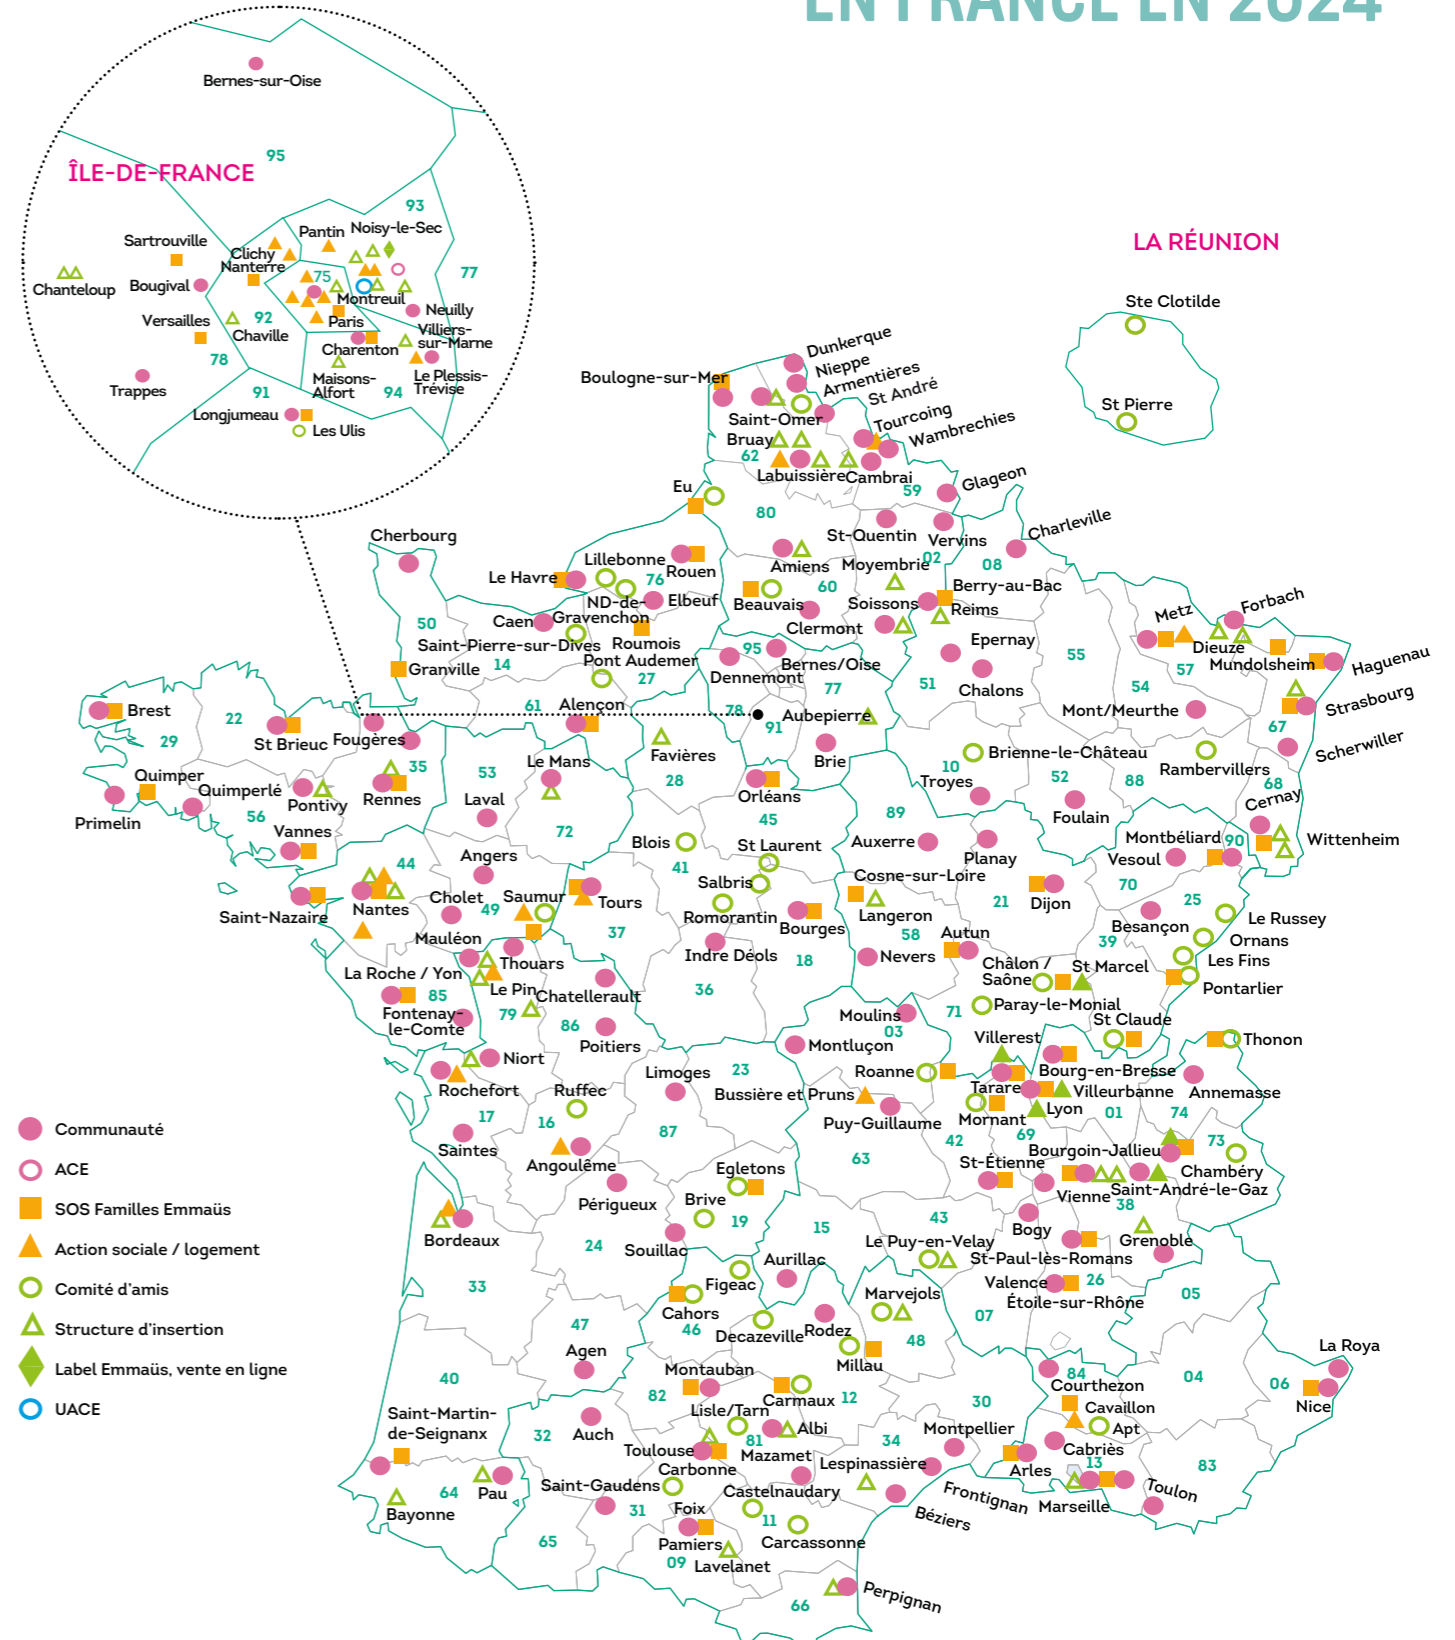 EN FRANCE EN 2024
Bernes-sur-Oise
95
ÎLE-DE-FRANCE
93
Pantin
Noisy-le-Sec
Sartrouville
Clichy
Nanterre
75
77
Chanteloup
Bougival
Montreuil
Neuilly
Versailles
92
Chaville
Paris
Villiers-
sur-Marne
Charenton
78
Maisons-
Alfort
Le Plessis-
Trévise
Trappes
91
94
Longjumeau
Les Ulis
LA RÉUNION
Ste Clotilde
St Pierre
Dunkerque
Nieppe
Armentières
St André
Boulogne-sur-Mer
Saint-Omer
Tourcoing
Wambrechies
Bruay
62
Labuissière
Cambrai
59
Glageon
Eu
80
St-Quentin
Vervins
Charleville
Cherbourg
Lillebonne
Rouen
Amiens
Moyembrie
02
08
Le Havre
76
60
Berry-au-Bac
ND-de-
Gravenchon
Elbeuf
Beauvais
Soissons
Reims
50
Caen
Clermont
Saint-Pierre-sur-Dives
Roumois
Epernay
Metz
Forbach
Granville
14
Pont Audemer
27
95
Bernes/Oise
Dennemont
77
51
Chalons
55
54
57
Dieuze
Mundolsheim
Haguenau
61
Alençon
78
91
Aubepierre
Mont/Meurthe
Strasbourg
67
Brest
22
29
St Brieuc
Fougères
Favières
Brie
Brienne-le-Château
10
Rambervillers
Scherwiller
35
53
Le Mans
28
Orléans
Troyes
52
88
68
Quimper
Quimperlé
Pontivy
Rennes
Laval
Foulain
Cernay
Primelin
56
Vannes
72
45
89
Blois
St Laurent
Auxerre
Planay
Montbéliard
90
Wittenheim
Vesoul
44
Angers
41
Salbris
Cosne-sur-Loire
70
Saint-Nazaire
Nantes
Cholet
49
Saumur
Tours
Romorantin
Bourges
Langeron
21
Dijon
Besançon
25
Le Russey
Mauléon
37
Indre Déols
58
Nevers
Autun
39
Ornans
Les Fins
Thouars
18
Châlon /
Saône
St Marcel
Pontarlier
La Roche / Yon
85
Le Pin
Chatellerault
36
Paray-le-Monial
Fontenay-
le-Comte
79
86
Poitiers
Moulins
03
71
St Claude
Niort
Montluçon
Villerest
Thonon
Rochefort
Ruffec
Limoges
23
Roanne
Bourg-en-Bresse
Bussière et Pruns
Tarare
Villeurbanne
Annemasse
17
16
Puy-Guillaume
Mornant
Lyon
01
74
Saintes
87
42
69
Bourgoin-Jallieu
73
Angoulême
63
St-Étienne
Chambéry
Egletons
Vienne
Saint-André-le-Gaz
Périgueux
Brive
19
38
Bordeaux
24
Souillac
15
43
Bogy
Grenoble
Le Puy-en-Velay
St-Paul-lès-Romans
33
Figeac
Aurillac
Valence
26
Étoile-sur-Rhône
05
Cahors
46
Marvejols
07
47
Decazeville
Rodez
48
Agen
Millau
La Roya
40
Montauban
82
Carmaux
12
84
Courthezon
04
06
Nice
Saint-Martin-
de-Seignanx
32
Auch
Lisle/Tarn
81
Albi
30
Cavaillon
Apt
Toulouse
Mazamet
34
Montpellier
Cabriès
Carbonne
Lespinassière
Arles
13
83
64
Pau
Saint-Gaudens
Castelnaudary
Frontignan
Marseille
Toulon
Bayonne
31
Foix
11
Béziers
65
Pamiers
Carcassonne
09
Lavelanet
66
Perpignan
Communauté
ACE
SOS Familles Emmaüs
Action sociale / logement
Comité d'amis
Structure d'insertion
Label Emmaüs, vente en ligne
UACE